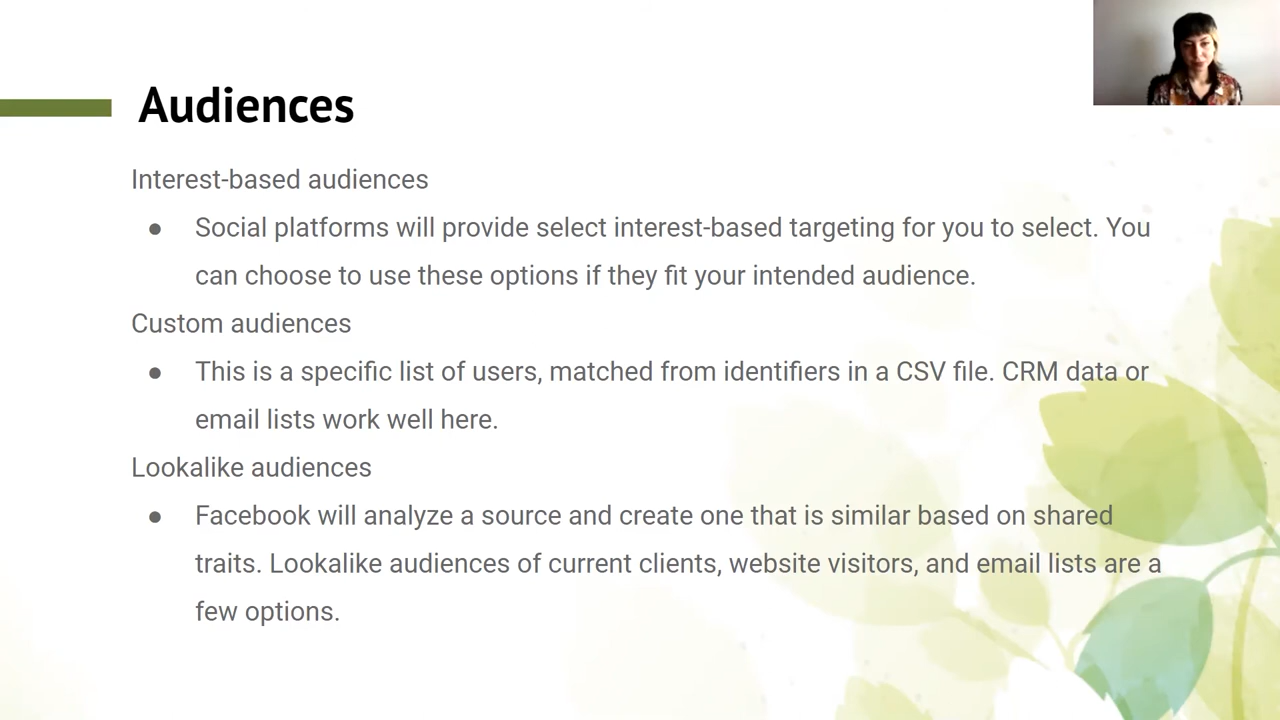 Audiences
Interest-based audiences
● Social platforms will provide select interest-based targeting for you to select. You
can choose to use these options if they fit your intended audience.
Custom audiences
● This is a specific list of users, matched from identifiers in a CSV file. CRM data or
email lists work well here.
Lookalike audiences
● Facebook will analyze a source and create one that is similar based on shared
traits. Lookalike audiences of current clients, website visitors, and email lists are a
few options.